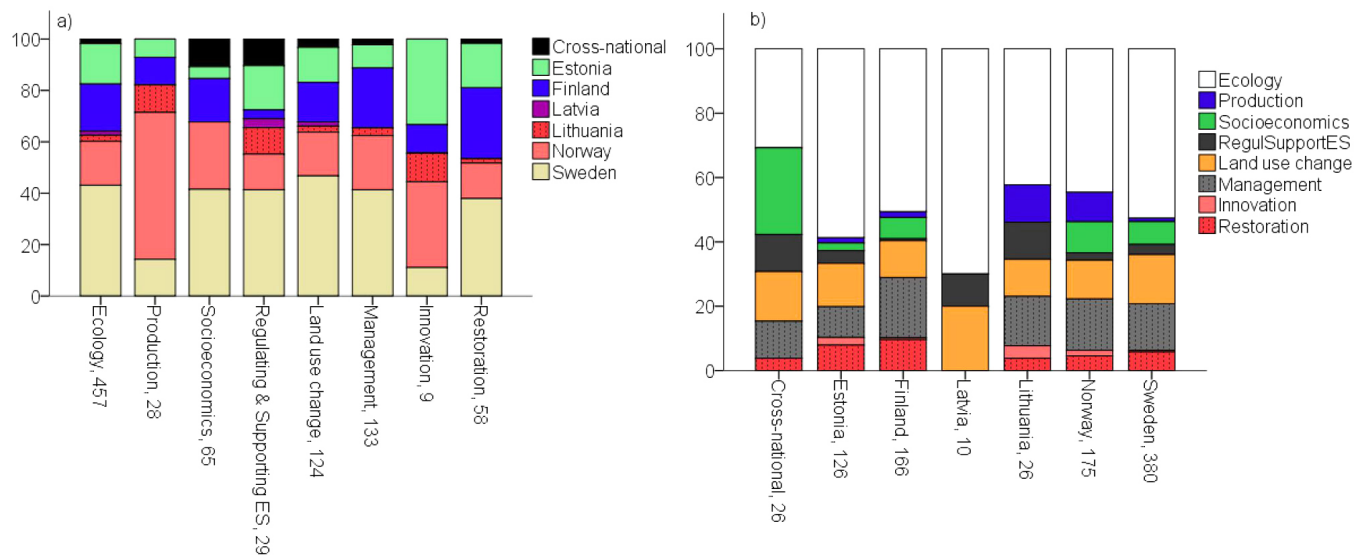 a)
100
80
60
40
20
0
Ecology, 457
Production, 28
Socioeconomics, 65
Regulating & Supporting ES, 29
Land use change, 124
Management, 133
Innovation, 9
Restoration, 58
Cross-national
Estonia
Finland
Latvia
Lithuania
Norway
Sweden
b)
100
80
60
40
20
0
Cross-national, 26
Estonia, 126
Finland, 166
Latvia, 10
Lithuania, 26
Norway, 175
Sweden, 380
Ecology
Production
Socioeconomics
RegulSupportES
Land use change
Management
Innovation
Restoration